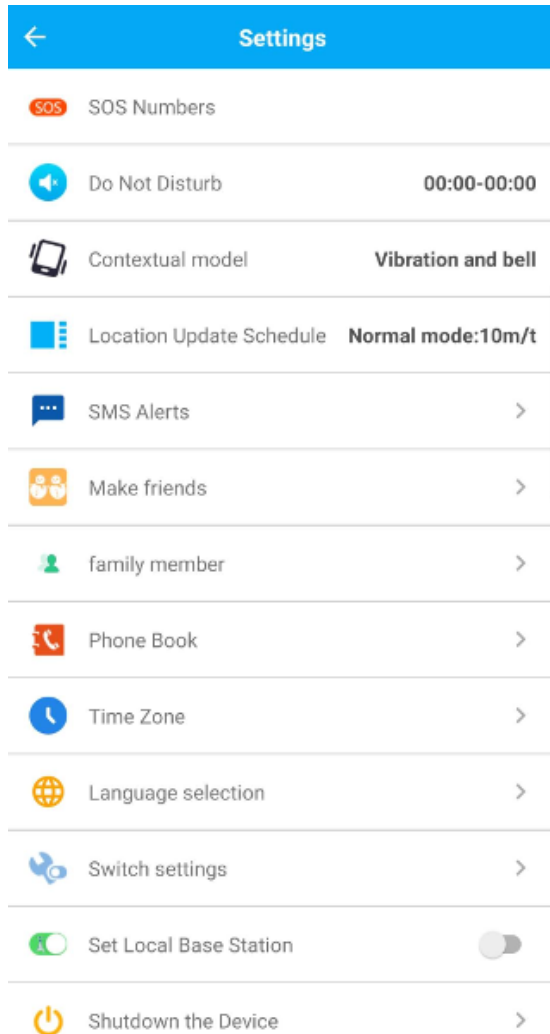 Settings
SOS SOS Numbers
Do Not Disturb 00:00-00:00
Contextual model Vibration and bell
Location Update Schedule Normal mode:10m/t
SMS Alerts
Make friends
family member
Phone Book
Time Zone
Language selection
Switch settings
Set Local Base Station
Shutdown the Device